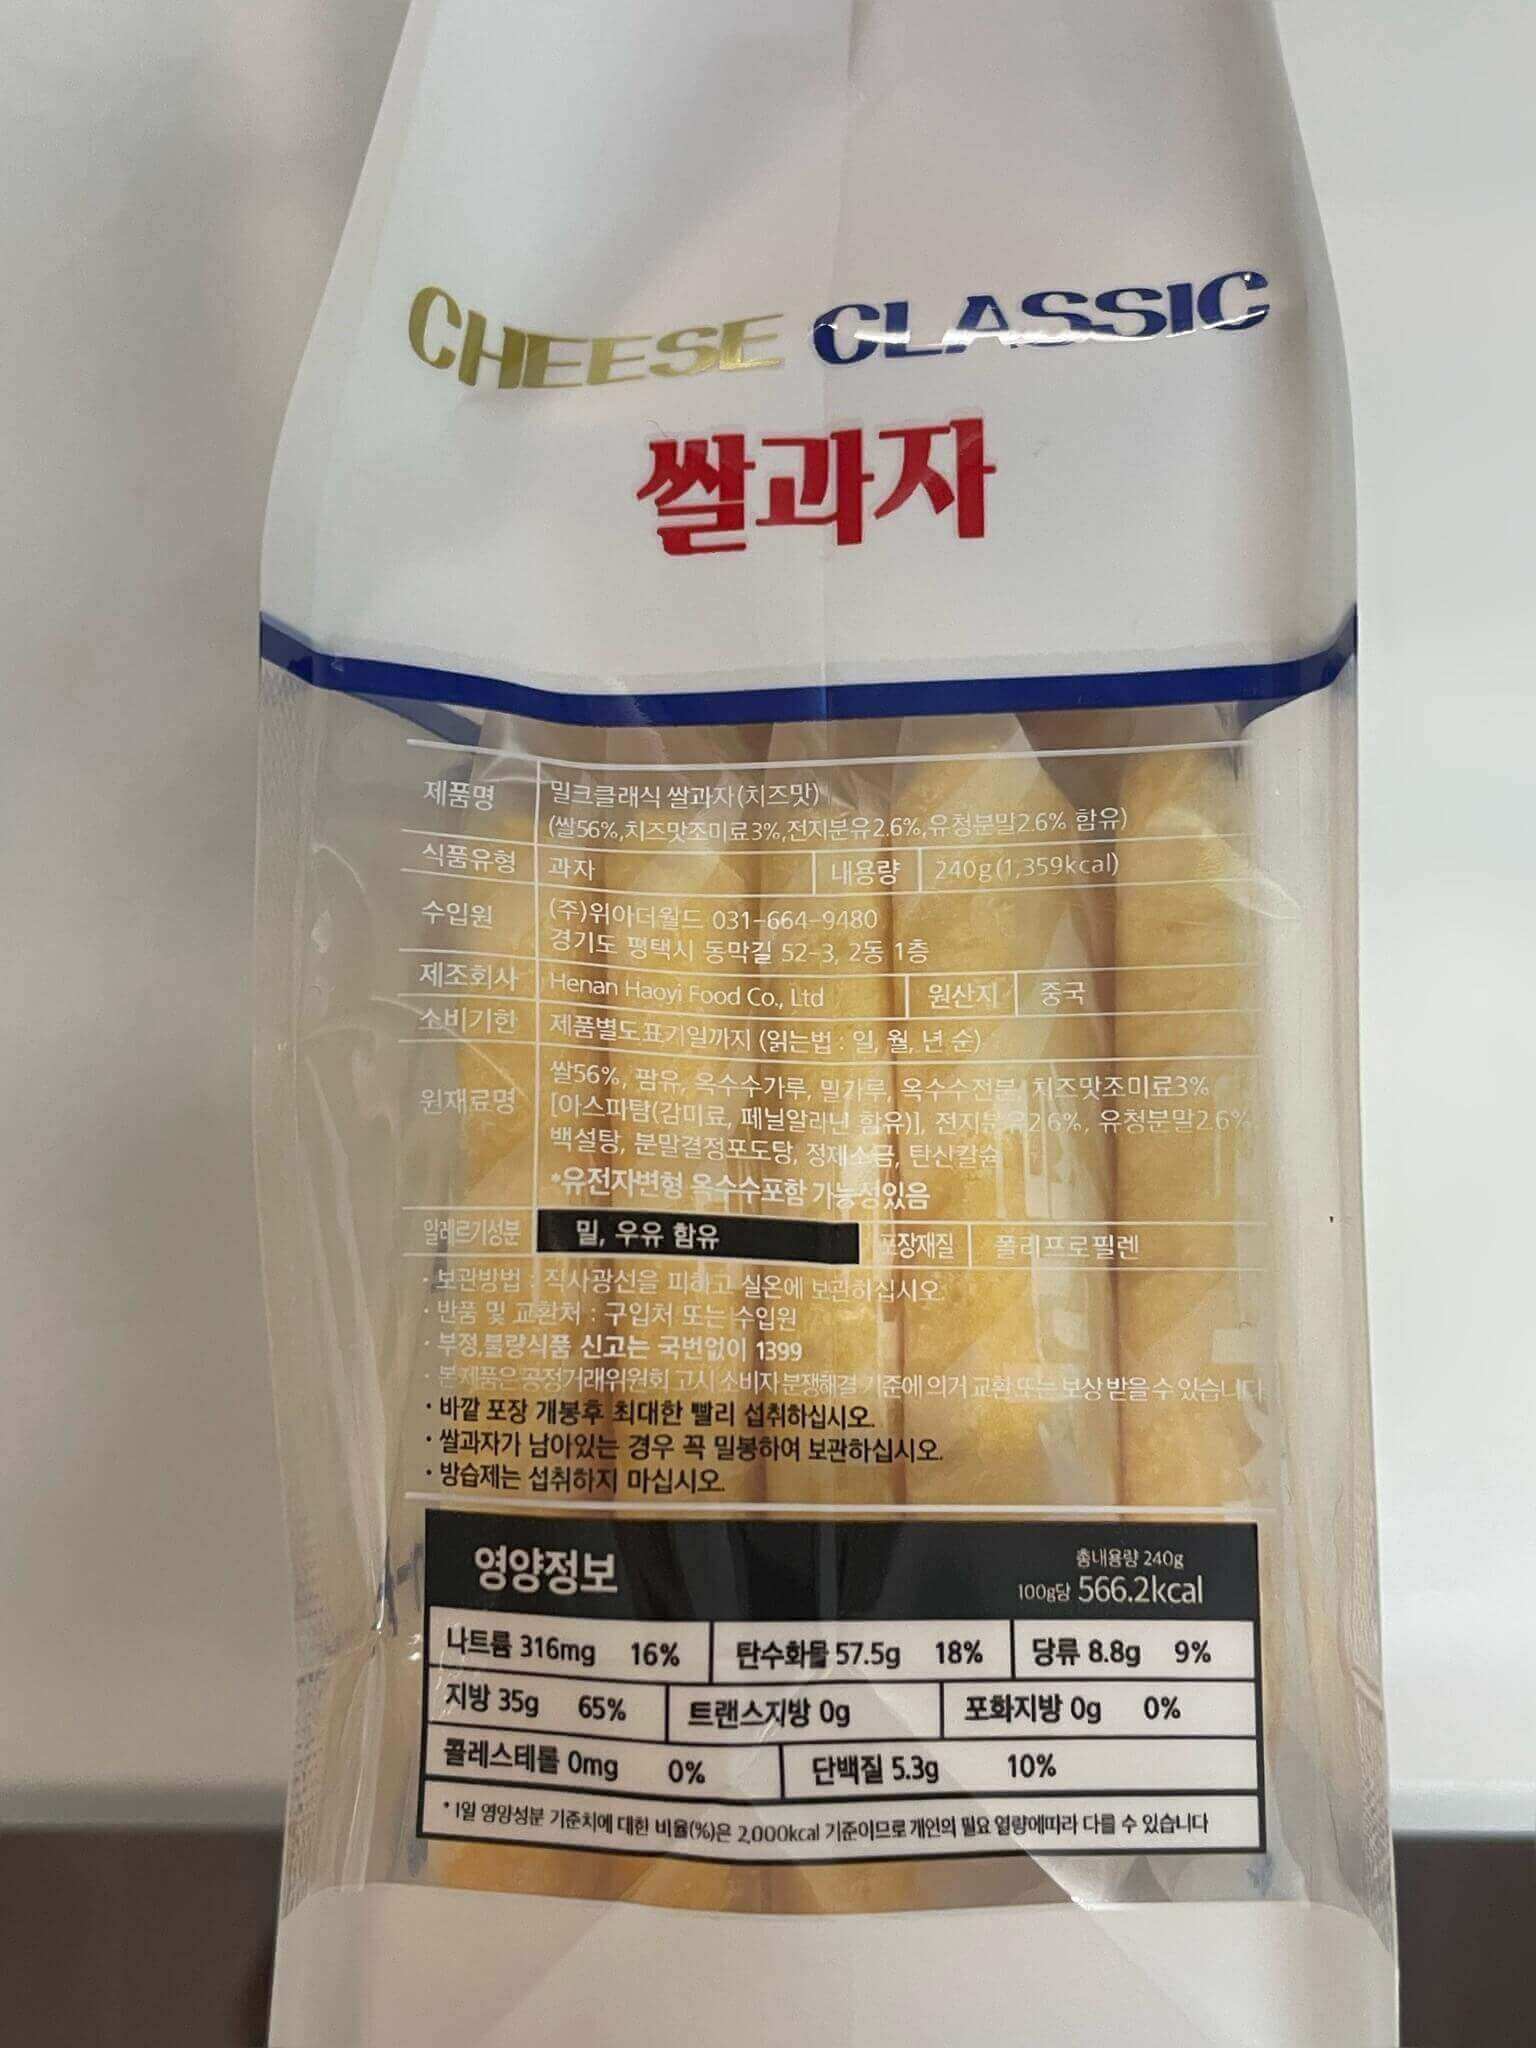 CHEESE CLASSIC
쌀과자
제품명 밀크클래식 쌀과자(치즈맛)
(쌀56%,치즈맛조미료3%,전지분유2.6%,유청분말2.6% 함유)
식품유형 과자 내용량 240g(1,359kcal)
수입원 (주)위아더월드 031-664-9480
경기도 평택시 동막길 52-3, 2동 1층
제조회사 Henan Haoyi Food Co., Ltd 원산지 중국
소비기한 제품별도표기일까지 (읽는법 : 일, 월, 년 순)
원재료명 쌀56%, 팜유, 옥수수가루, 밀가루, 옥수수전분, 치즈맛조미료3%
[아스파탐(감미료, 페닐알라닌 함유)], 전지분유2.6%, 유청분말2.6%
백설탕, 분말결정포도당, 정제소금, 탄산칼슘
*유전자변형 옥수수포함 가능성있음
알레르기성분 밀, 우유 함유 포장재질 폴리프로필렌
· 보관방법 : 직사광선을 피하고 실온에 보관하십시오.
· 반품 및 교환처 : 구입처 또는 수입원
· 부정,불량식품 신고는 국번없이 1399
· 본제품은 공정거래위원회 고시 소비자분쟁해결 기준에 의거 교환 또는 보상받을 수 있습니다
· 바깥 포장 개봉후 최대한 빨리 섭취하십시오.
· 쌀과자가 남아있는 경우 꼭 밀봉하여 보관하십시오.
· 방습제는 섭취하지 마십시오.
영양정보 총내용량 240g
100g당 566.2kcal
나트륨 316mg 16% 탄수화물 57.5g 18% 당류 8.8g 9%
지방 35g 65% 트랜스지방 0g 포화지방 0g 0%
콜레스테롤 0mg 0% 단백질 5.3g 10%
* 1일 영양성분 기준치에 대한 비율(%)은 2,000kcal 기준이므로 개인의 필요 열량에따라 다를 수 있습니다